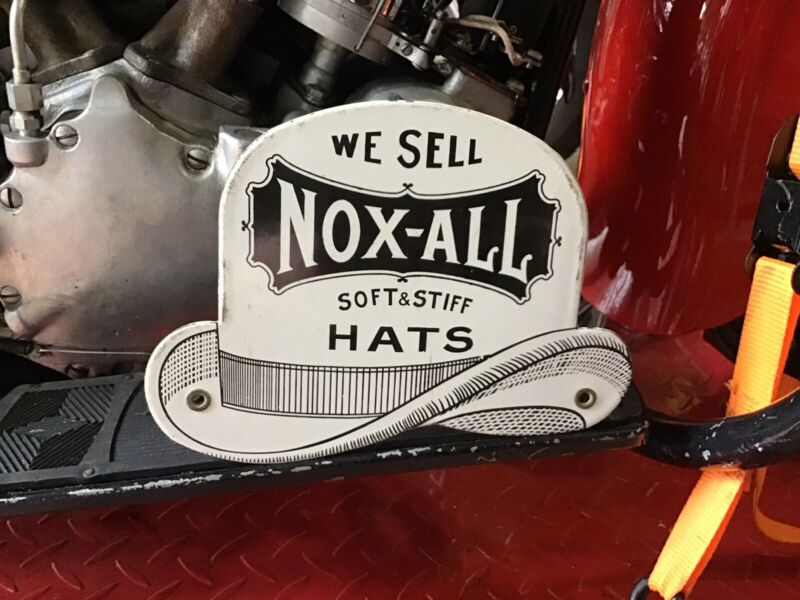 WE SELL
NOX-ALL
SOFT & STIFF
HATS